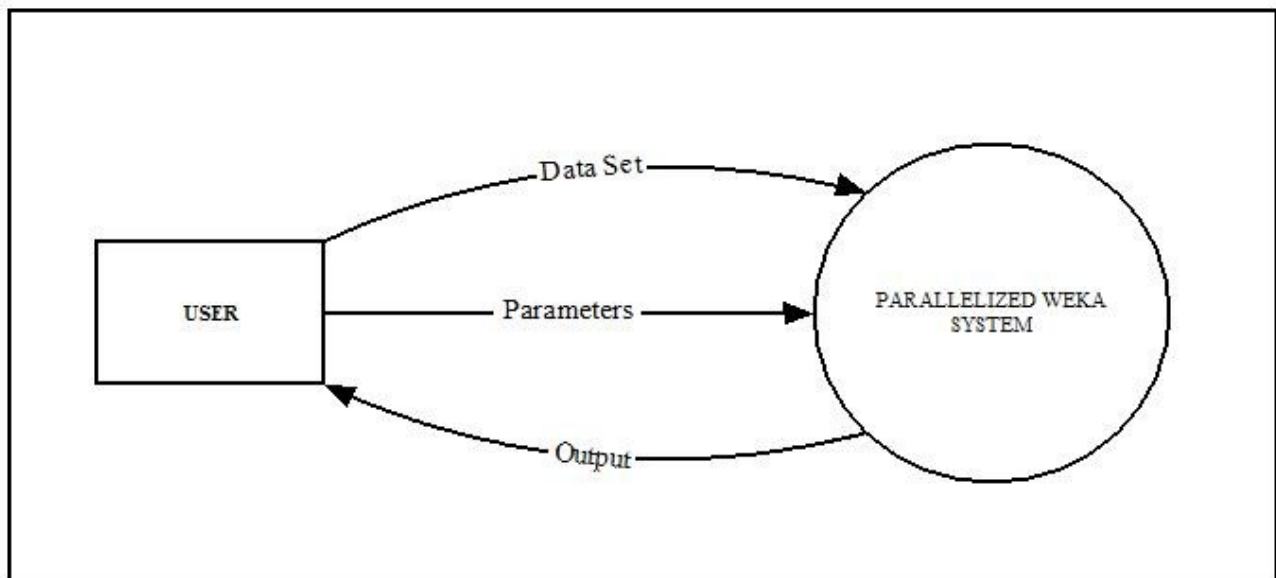 Data Set
USER
Parameters
PARALLELIZED WEKA
SYSTEM
Output